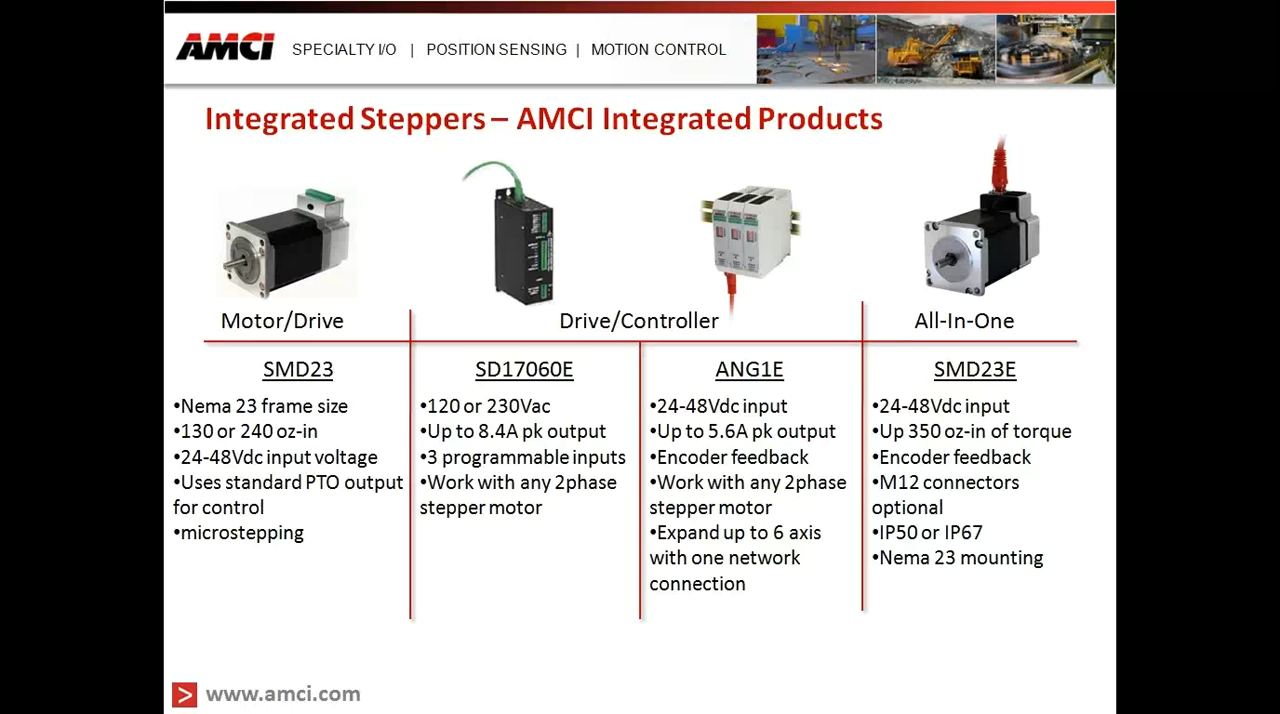 AMCI SPECIALTY I/O | POSITION SENSING | MOTION CONTROL
Integrated Steppers – AMCI Integrated Products
Motor/Drive
Drive/Controller
All-In-One
SMD23
•Nema 23 frame size
•130 or 240 oz-in
•24-48Vdc input voltage
•Uses standard PTO output
for control
•microstepping
SD17060E
•120 or 230Vac
•Up to 8.4A pk output
•3 programmable inputs
•Work with any 2phase
stepper motor
ANG1E
•24-48Vdc input
•Up to 5.6A pk output
•Encoder feedback
•Work with any 2phase
stepper motor
•Expand up to 6 axis
with one network
connection
SMD23E
•24-48Vdc input
•Up 350 oz-in of torque
•Encoder feedback
•M12 connectors
optional
•IP50 or IP67
•Nema 23 mounting
> www.amci.com